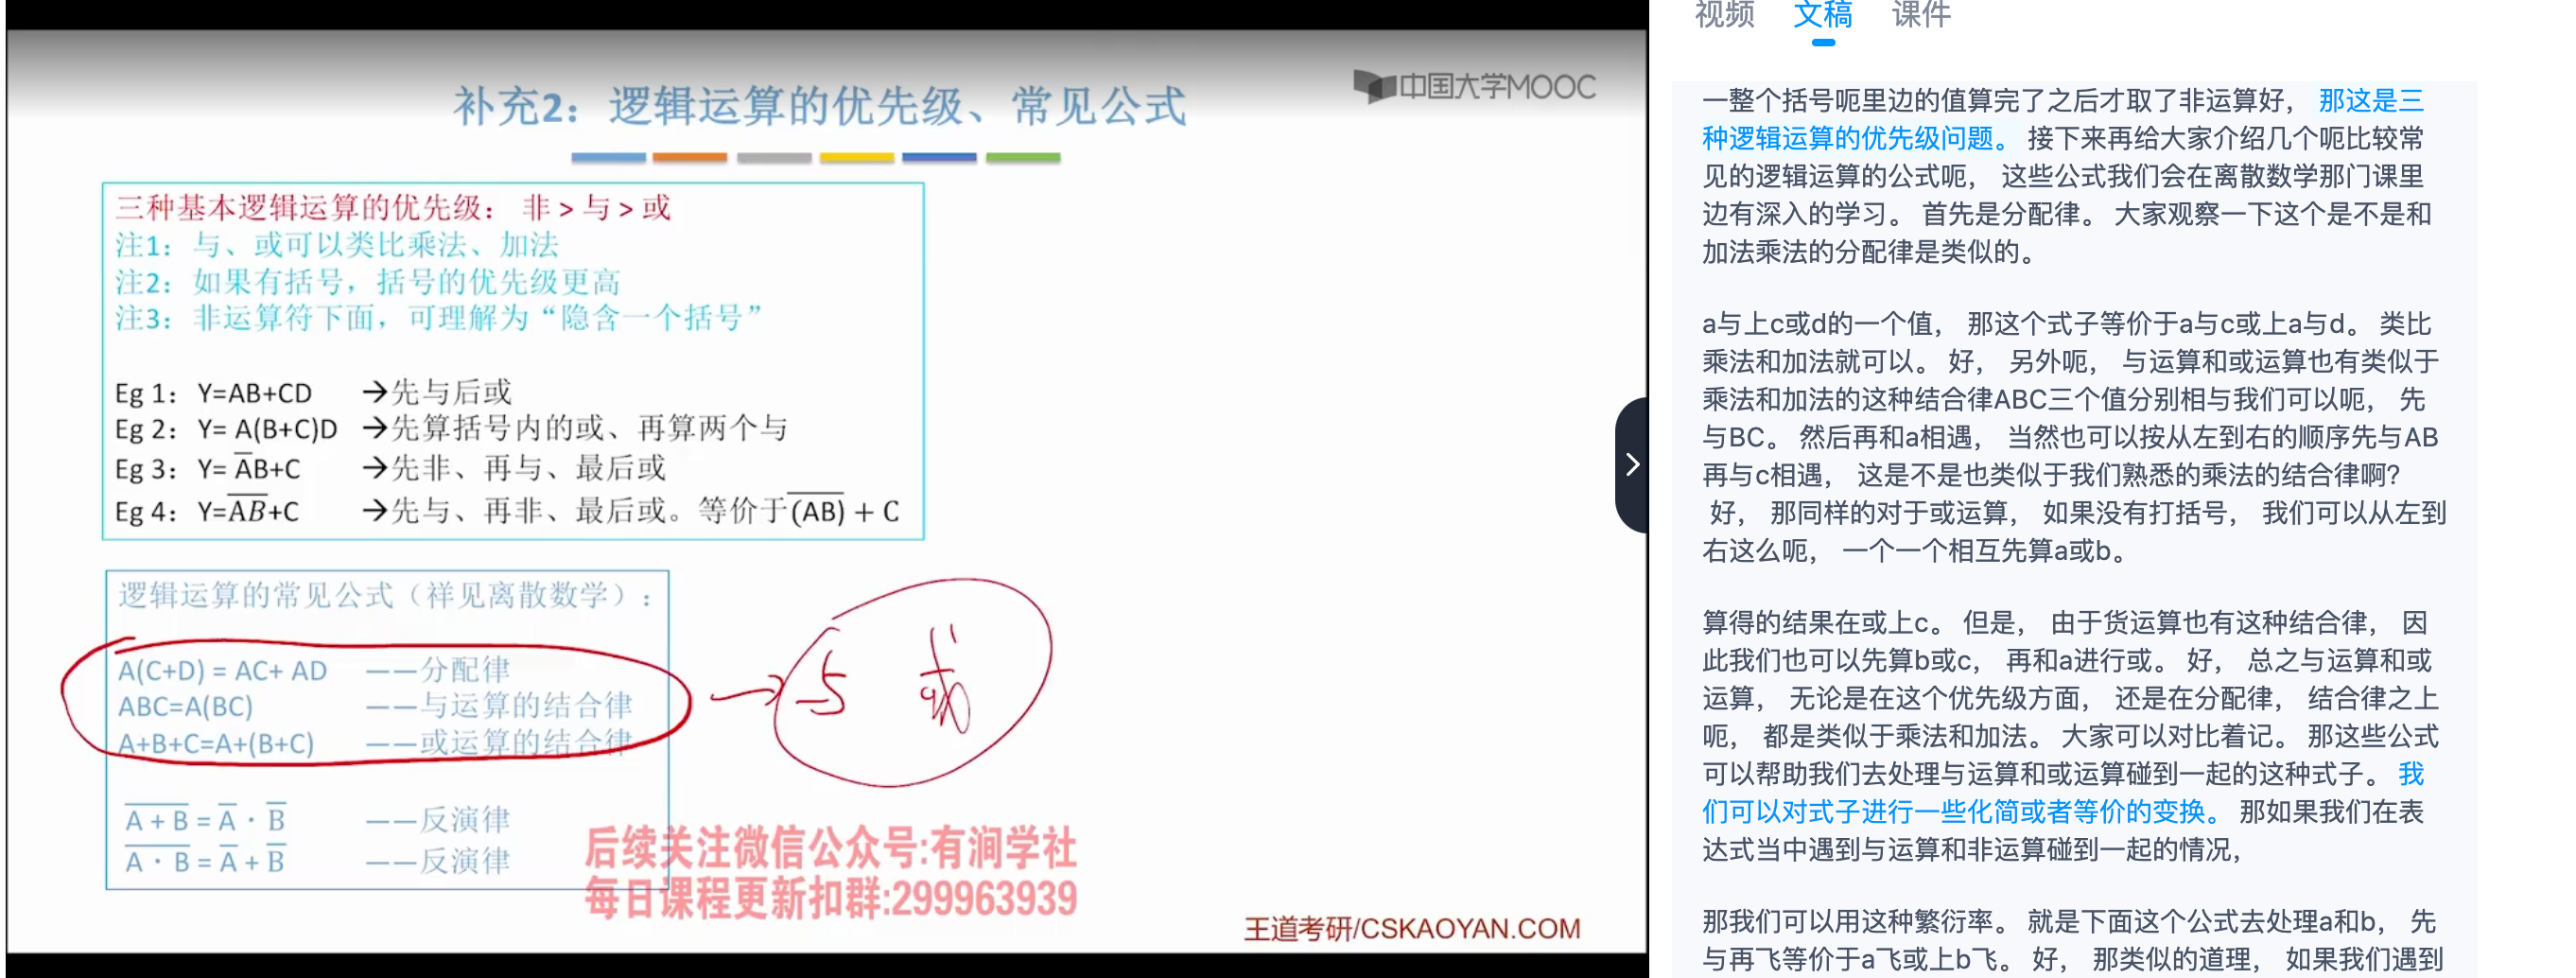 补充2：逻辑运算的优先级、常见公式
中国大学MOOC
三种基本逻辑运算的优先级：非 > 与 > 或
注1：与、或可以类比乘法、加法
注2：如果有括号，括号的优先级更高
注3：非运算符下面，可理解为“隐含一个括号”
Eg 1：Y=AB+CD →先与后或
Eg 2：Y= A(B+C)D →先算括号内的或、再算两个与
Eg 3：Y= A̅B+C →先非、再与、最后或
Eg 4：Y=A̅B̅+C →先与、再非、最后或。等价于(̅A̅B̅)̅ + C
逻辑运算的常见公式（祥见离散数学）：
A(C+D) = AC+ AD ——分配律
ABC=A(BC) ——与运算的结合律
A+B+C=A+(B+C) ——或运算的结合律
→ 与 或
A̅ ̅+̅ ̅B̅ = A̅ · B̅ ——反演律
A̅ ̅·̅ ̅B̅ = A̅ + B̅ ——反演律
后续关注微信公众号:有涧学社
每日课程更新扣群:299963939
王道考研/CSKAOYAN.COM
视频 文稿 课件
一整个括号呃里边的值算完了之后才取了非运算好， 那这是三
种逻辑运算的优先级问题。 接下来再给大家介绍几个呃比较常
见的逻辑运算的公式呃， 这些公式我们会在离散数学那门课里
边有深入的学习。 首先是分配律。 大家观察一下这个是不是和
加法乘法的分配律是类似的。
a与上c或d的一个值， 那这个式子等价于a与c或上a与d。 类比
乘法和加法就可以。 好， 另外呃， 与运算和或运算也有类似于
乘法和加法的这种结合律ABC三个值分别相与我们可以呃， 先
与BC。 然后再和a相遇， 当然也可以按从左到右的顺序先与AB
再与c相遇， 这是不是也类似于我们熟悉的乘法的结合律啊?
好， 那同样的对于或运算， 如果没有打括号， 我们可以从左到
右这么呃， 一个一个相互先算a或b。
算得的结果在或上c。 但是， 由于货运算也有这种结合律， 因
此我们也可以先算b或c， 再和a进行或。 好， 总之与运算和或
运算， 无论是在这个优先级方面， 还是在分配律， 结合律之上
呃， 都是类似于乘法和加法。 大家可以对比着记。 那这些公式
可以帮助我们去处理与运算和或运算碰到一起的这种式子。 我
们可以对式子进行一些化简或者等价的变换。 那如果我们在表
达式当中遇到与运算和非运算碰到一起的情况，
那我们可以用这种繁衍率。 就是下面这个公式去处理a和b， 先
与再飞等价于a飞或上b飞。 好， 那类似的道理， 如果我们遇到